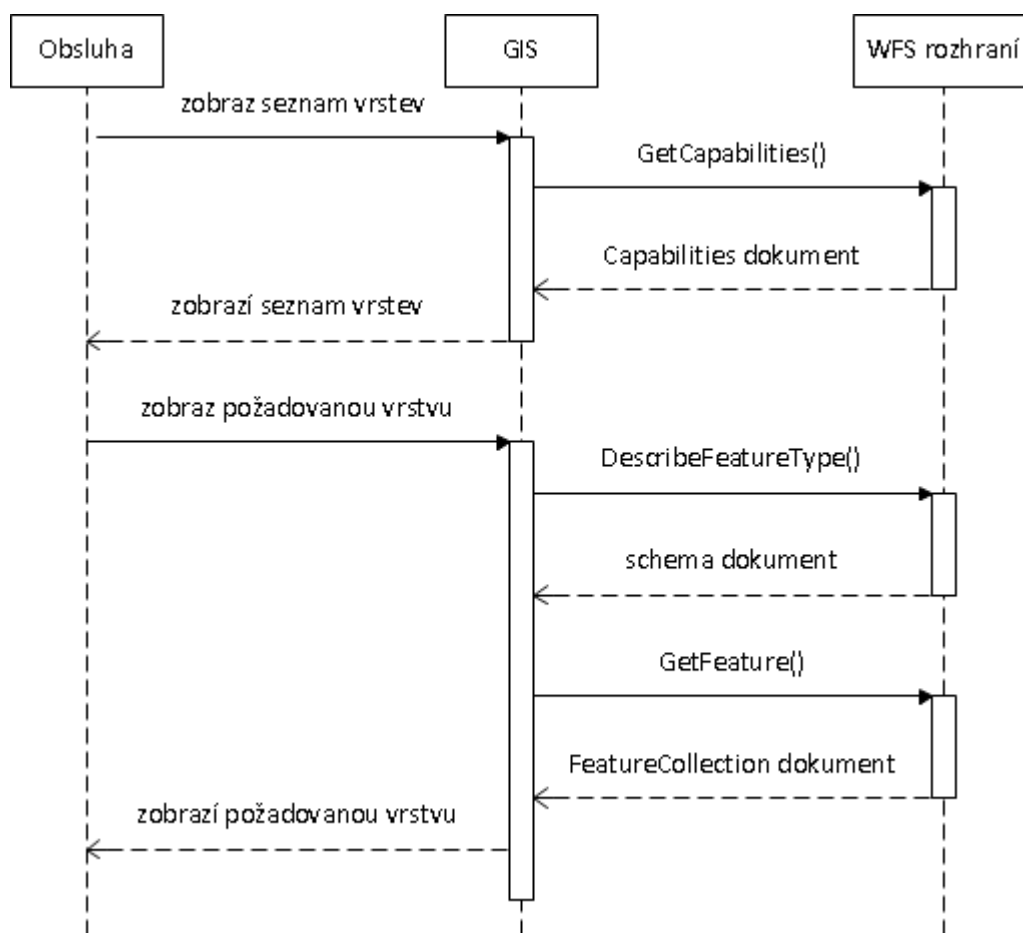 Obsluha
GIS
WFS rozhraní
zobraz seznam vrstev
GetCapabilities()
Capabilities dokument
zobrazí seznam vrstev
zobraz požadovanou vrstvu
DescribeFeatureType()
schema dokument
GetFeature()
FeatureCollection dokument
zobrazí požadovanou vrstvu